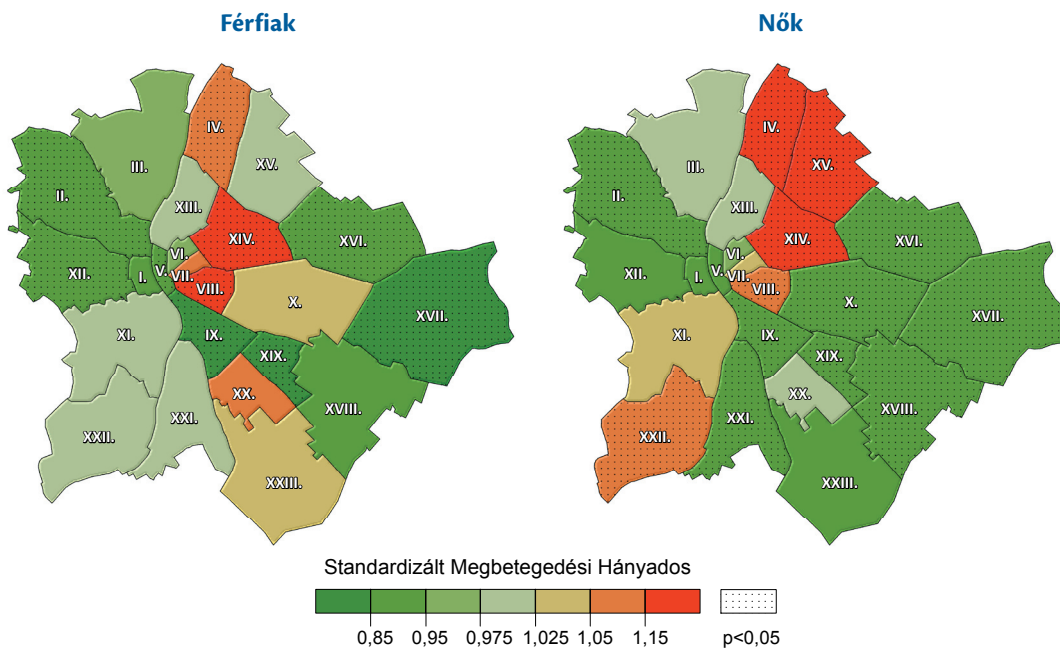 Férfiak
Nők
IV.
III.
XV.
II.
XIII.
XIV.
XVI.
VI.
XII.
I.
V.
VII.
VIII.
X.
XVII.
XI.
IX.
XIX.
XX.
XVIII.
XXI.
XXII.
XXIII.
IV.
III.
XV.
II.
XIII.
XIV.
XVI.
VI.
XII.
I.
V.
VII.
VIII.
X.
XVII.
XI.
IX.
XIX.
XX.
XVIII.
XXI.
XXII.
XXIII.
Standardizált Megbetegedési Hányados
0,85 0,95 0,975 1,025 1,05 1,15 p<0,05